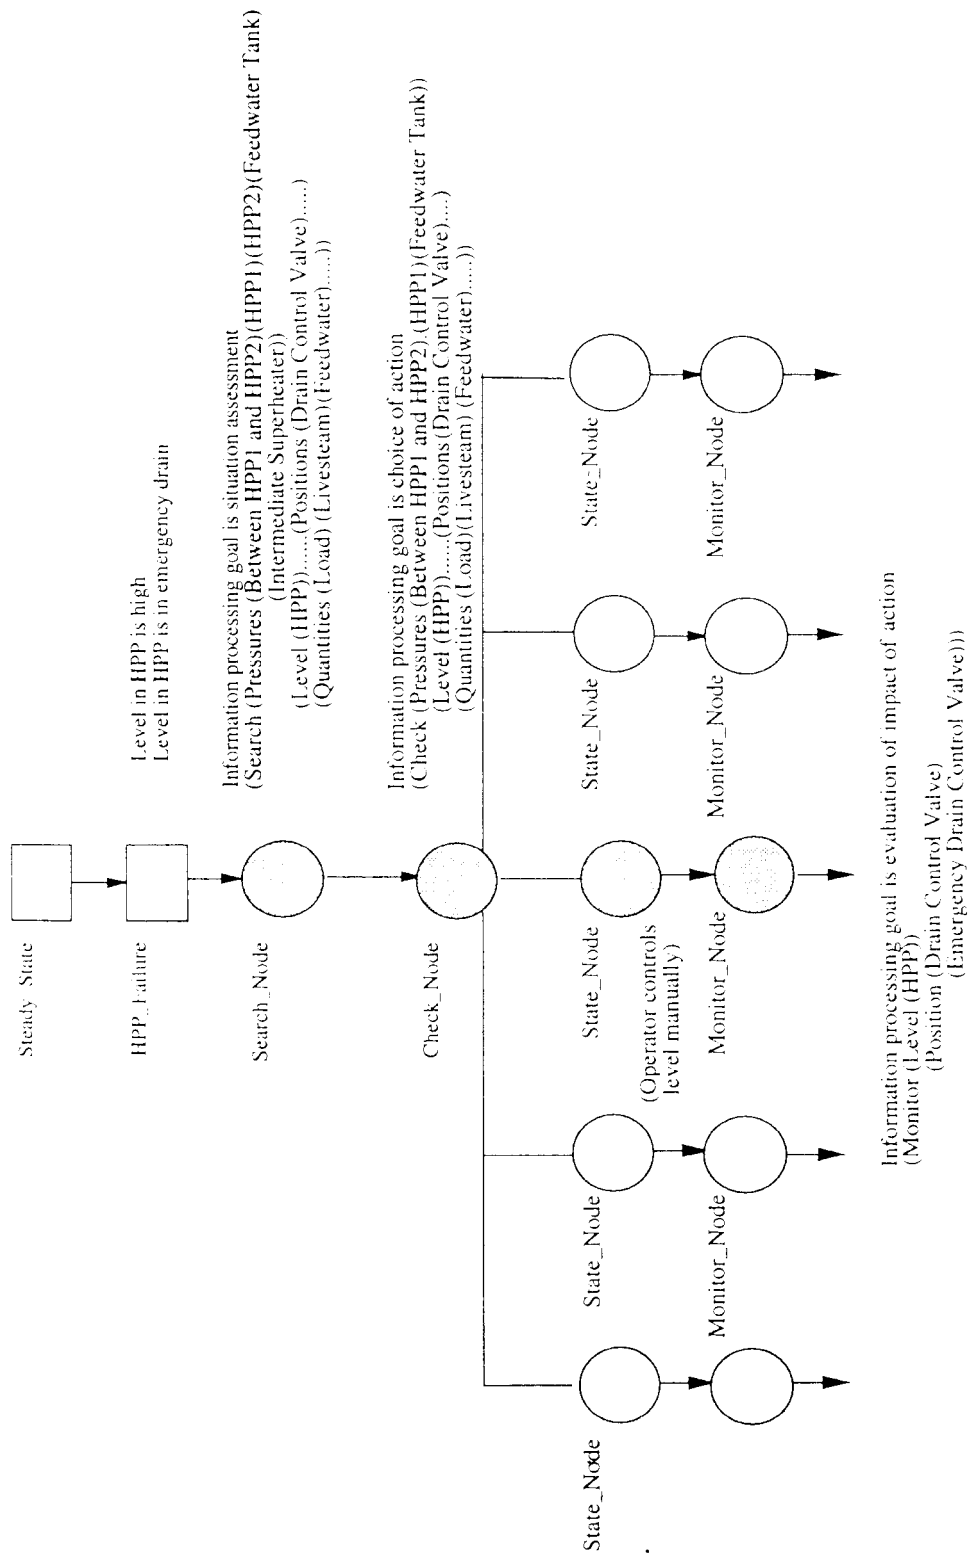 Steady State
HPP_Failure
Level in HPP is high
Level in HPP is in emergency drain
Search_Node
Information processing goal is situation assessment
(Search (Pressures (Between HPP1 and HPP2)(HPP1)(HPP2)(Feedwater Tank)
(Intermediate Superheater))
(Level (HPP))......(Positions (Drain Control Valve).....)
(Quantities (Load) (Livesteam)(Feedwater).....))
Check_Node
Information processing goal is choice of action
(Check (Pressures (Between HPP1 and HPP2).(HPP1)(Feedwater Tank))
(Level (HPP))......(Positions(Drain Control Valve)....)
(Quantities (Load)(Livesteam) (Feedwater).....))
State_Node
State_Node
State_Node
State_Node
State_Node
(Operator controls
level manually)
Monitor_Node
Monitor_Node
Monitor_Node
Monitor_Node
Information processing goal is evaluation of impact of action
(Monitor (Level (HPP))
(Position (Drain Control Valve)
(Emergency Drain Control Valve)))